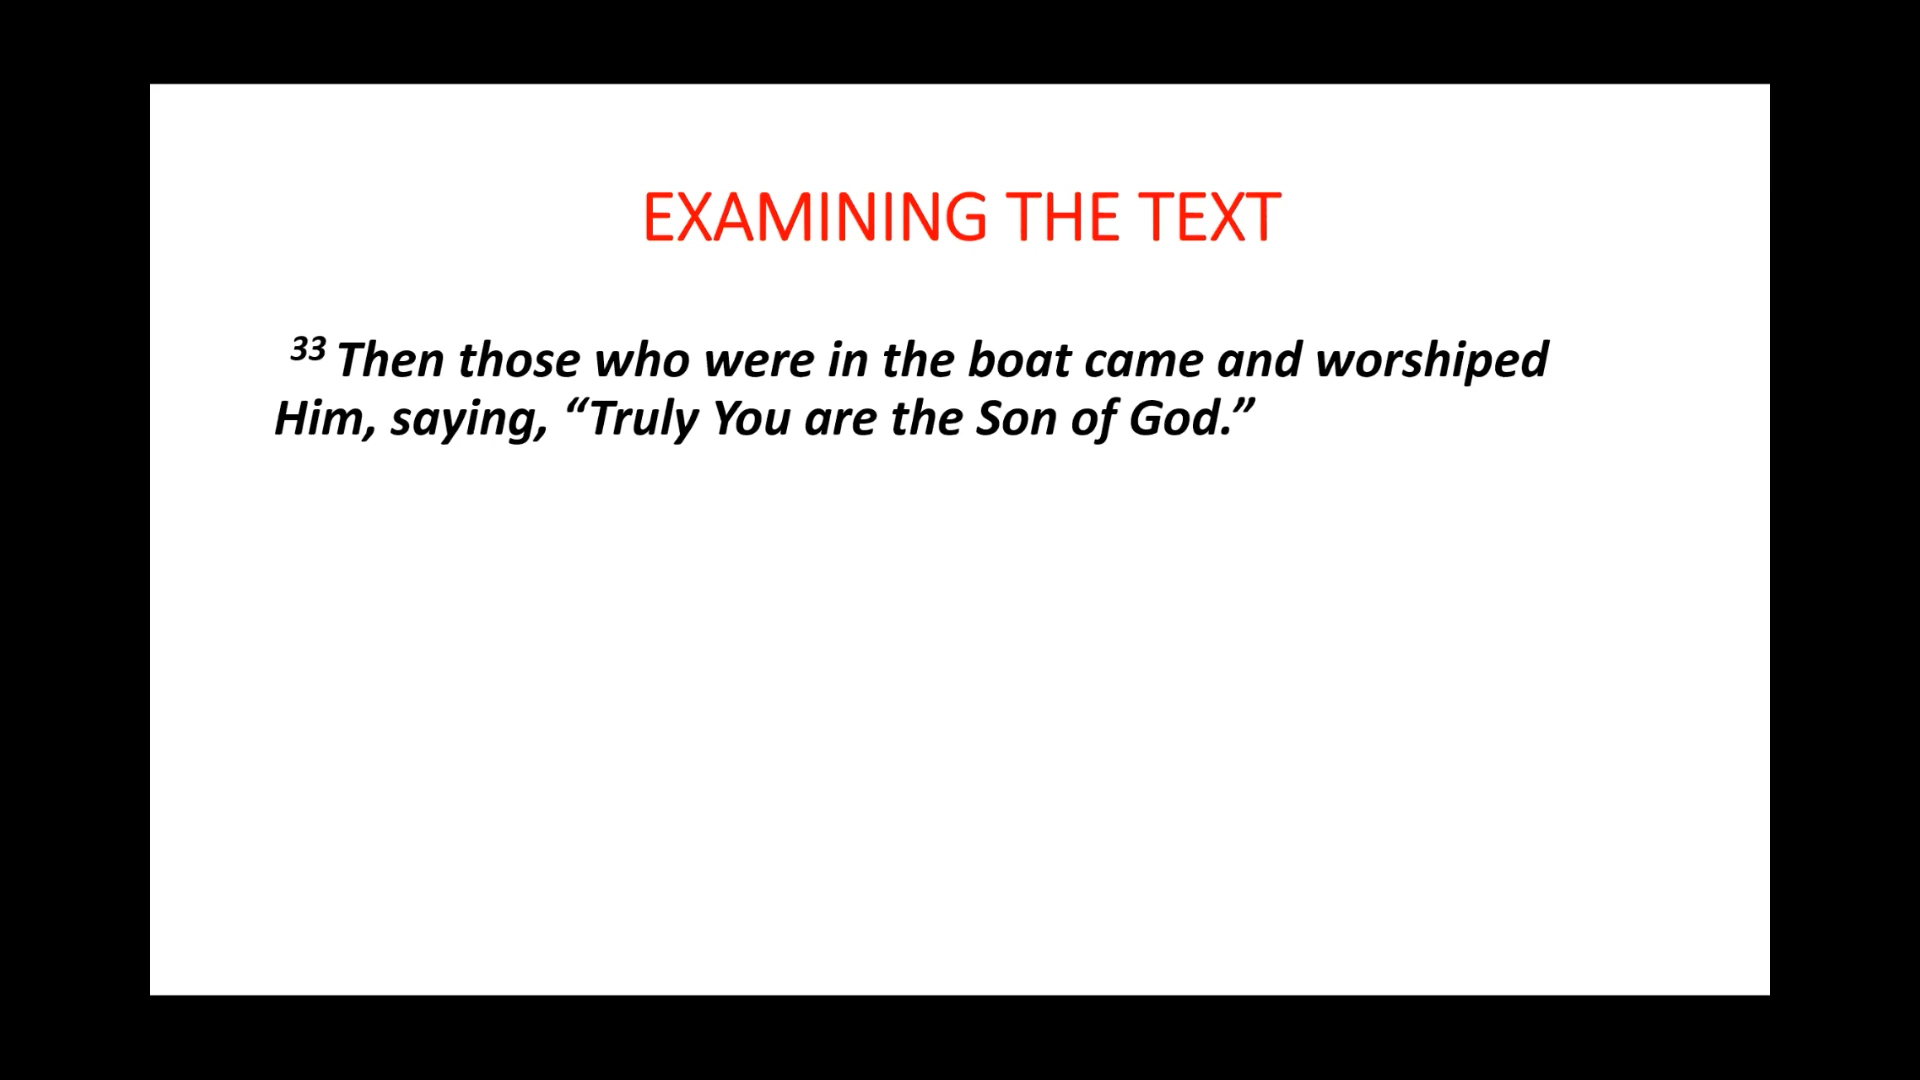 EXAMINING THE TEXT
33 Then those who were in the boat came and worshiped
Him, saying, “Truly You are the Son of God.”